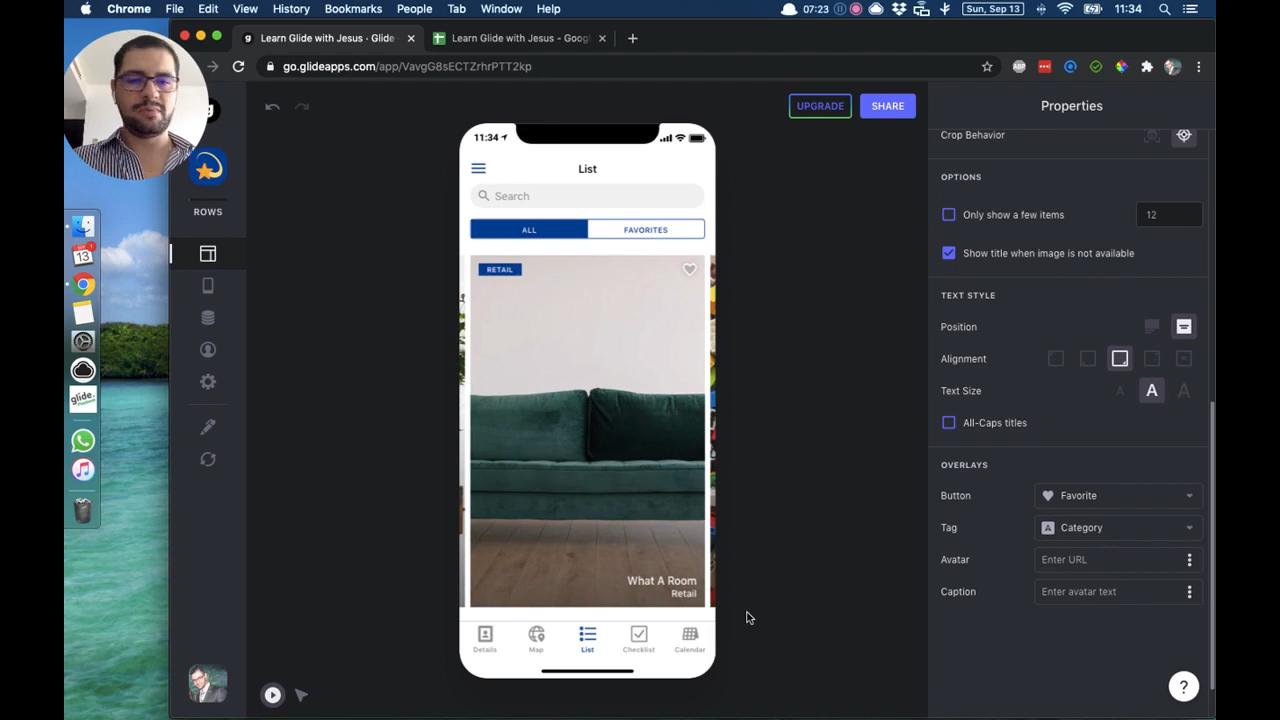 Chrome File Edit View History Bookmarks People Tab Window Help 07:23 Sun, Sep 13 11:34
Learn Glide with Jesus · Glide
Learn Glide with Jesus - Goog
go.glideapps.com/app/VavgG8sECTZrhrPTT2kp
UPGRADE
SHARE
Properties
ROWS
11:34
List
Search
ALL
FAVORITES
RETAIL
What A Room
Retail
Details
Map
List
Checklist
Calendar
Crop Behavior
OPTIONS
Only show a few items 12
Show title when image is not available
TEXT STYLE
Position
Alignment
Text Size A A A
All-Caps titles
OVERLAYS
Button Favorite
Tag A Category
Avatar Enter URL
Caption Enter avatar text
?
SEP
13
glide